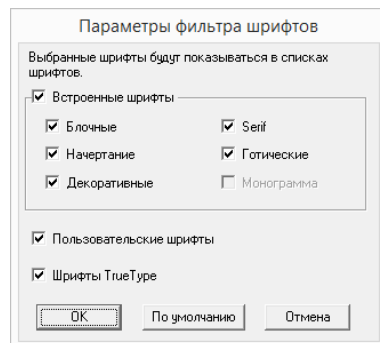 Параметры фильтра шрифтов
Выбранные шрифты будут показываться в списках
шрифтов.
Встроенные шрифты
Блочные
Serif
Начертание
Готические
Декоративные
Монограмма
Пользовательские шрифты
Шрифты TrueType
OK
По умолчанию
Отмена